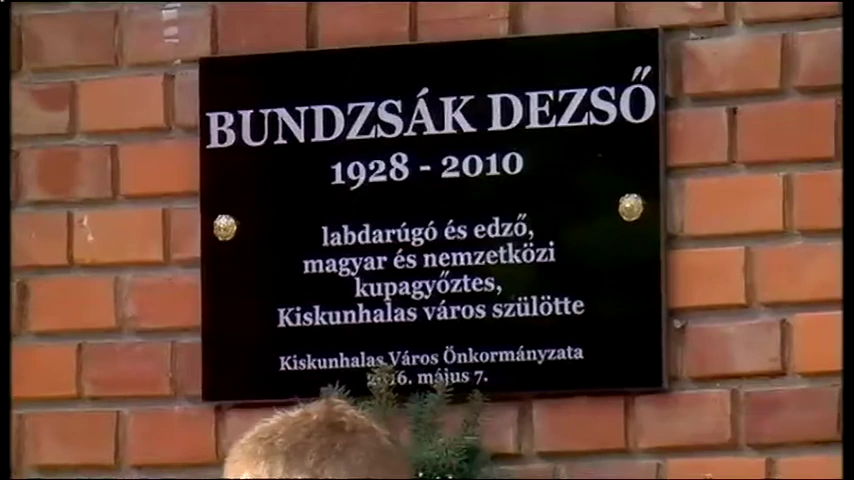 BUNDZSÁK DEZSŐ
1928 - 2010
labdarúgó és edző,
magyar és nemzetközi
kupagyőztes,
Kiskunhalas város szülötte
Kiskunhalas Város Önkormányzata
május 7.